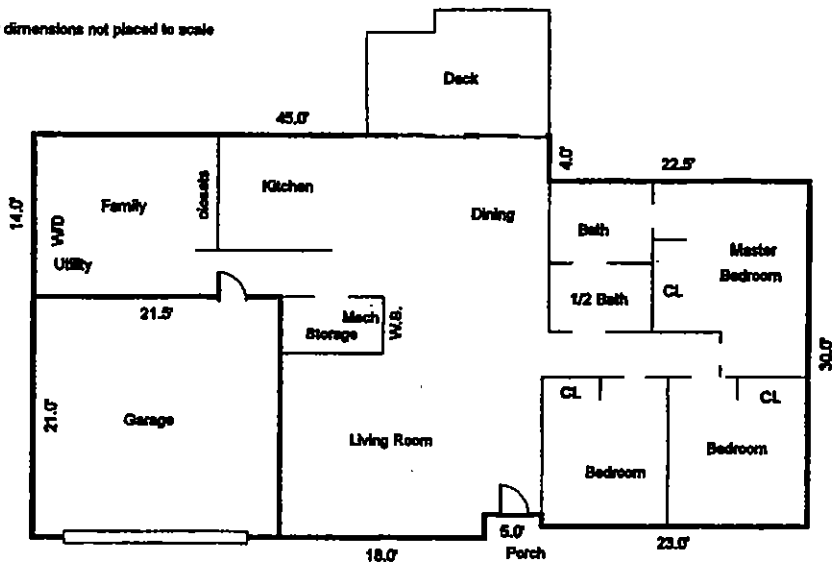 dimensions not placed to scale
Deck
45.0'
4.0'
22.5'
14.0'
Family
closets
Kitchen
Dining
W/D
Utility
Bath
Master
Bedroom
1/2 Bath
CL
21.5'
Mech
Storage
W.S.
30.0'
21.0'
Garage
Living Room
CL
CL
Bedroom
Bedroom
5.0'
Porch
18.0'
23.0'